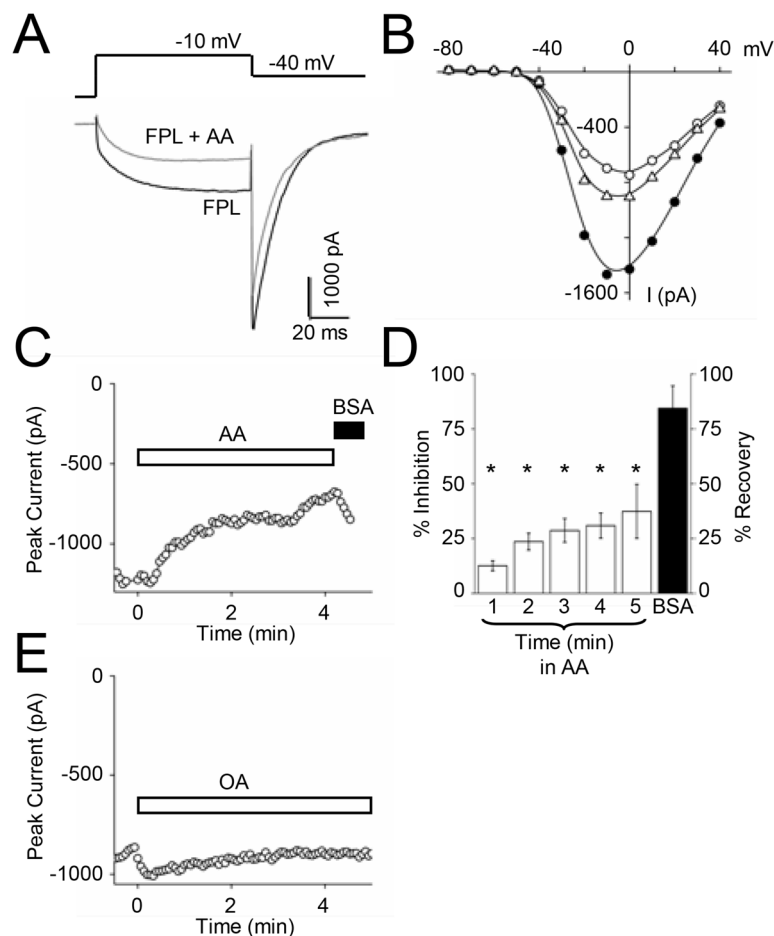 A
-10 mV
-40 mV
FPL + AA
FPL
1000 pA
20 ms
B
-80 -40 0 40 mV
-400
-1600
I (pA)
C
0
-500
-1000
Peak Current (pA)
AA
BSA
0 2 4
Time (min)
D
100 100
75 75
50 50
25 25
0 0
% Inhibition
% Recovery
* * * * *
1 2 3 4 5 BSA
Time (min)
in AA
E
0
-500
-1000
Peak Current (pA)
OA
0 2 4
Time (min)